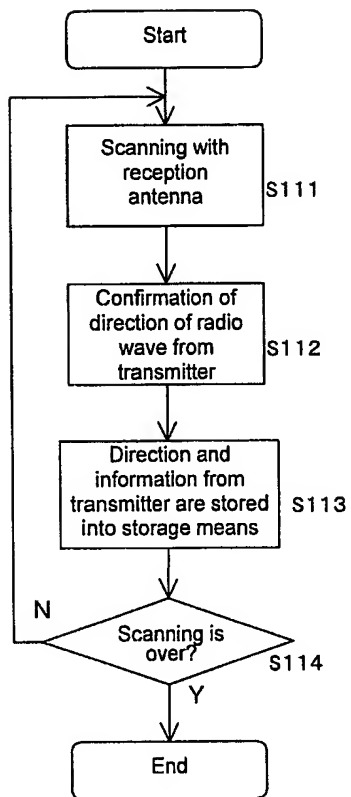 Start
Scanning with
reception
antenna
S111
Confirmation of
direction of radio
wave from
transmitter
S112
Direction and
information from
transmitter are stored
into storage means
S113
N
Scanning is
over?
S114
Y
End